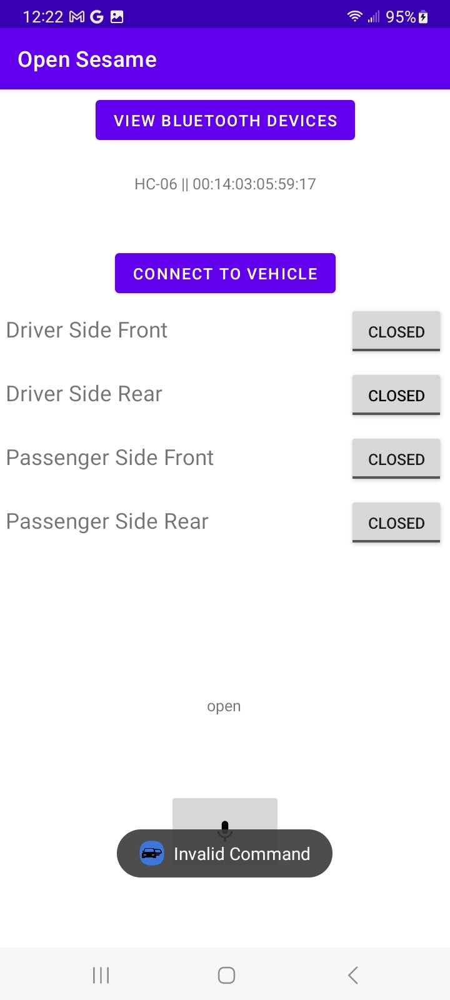 12:22 95%
Open Sesame
VIEW BLUETOOTH DEVICES
HC-06 || 00:14:03:05:59:17
CONNECT TO VEHICLE
Driver Side Front CLOSED
Driver Side Rear CLOSED
Passenger Side Front CLOSED
Passenger Side Rear CLOSED
open
Invalid Command